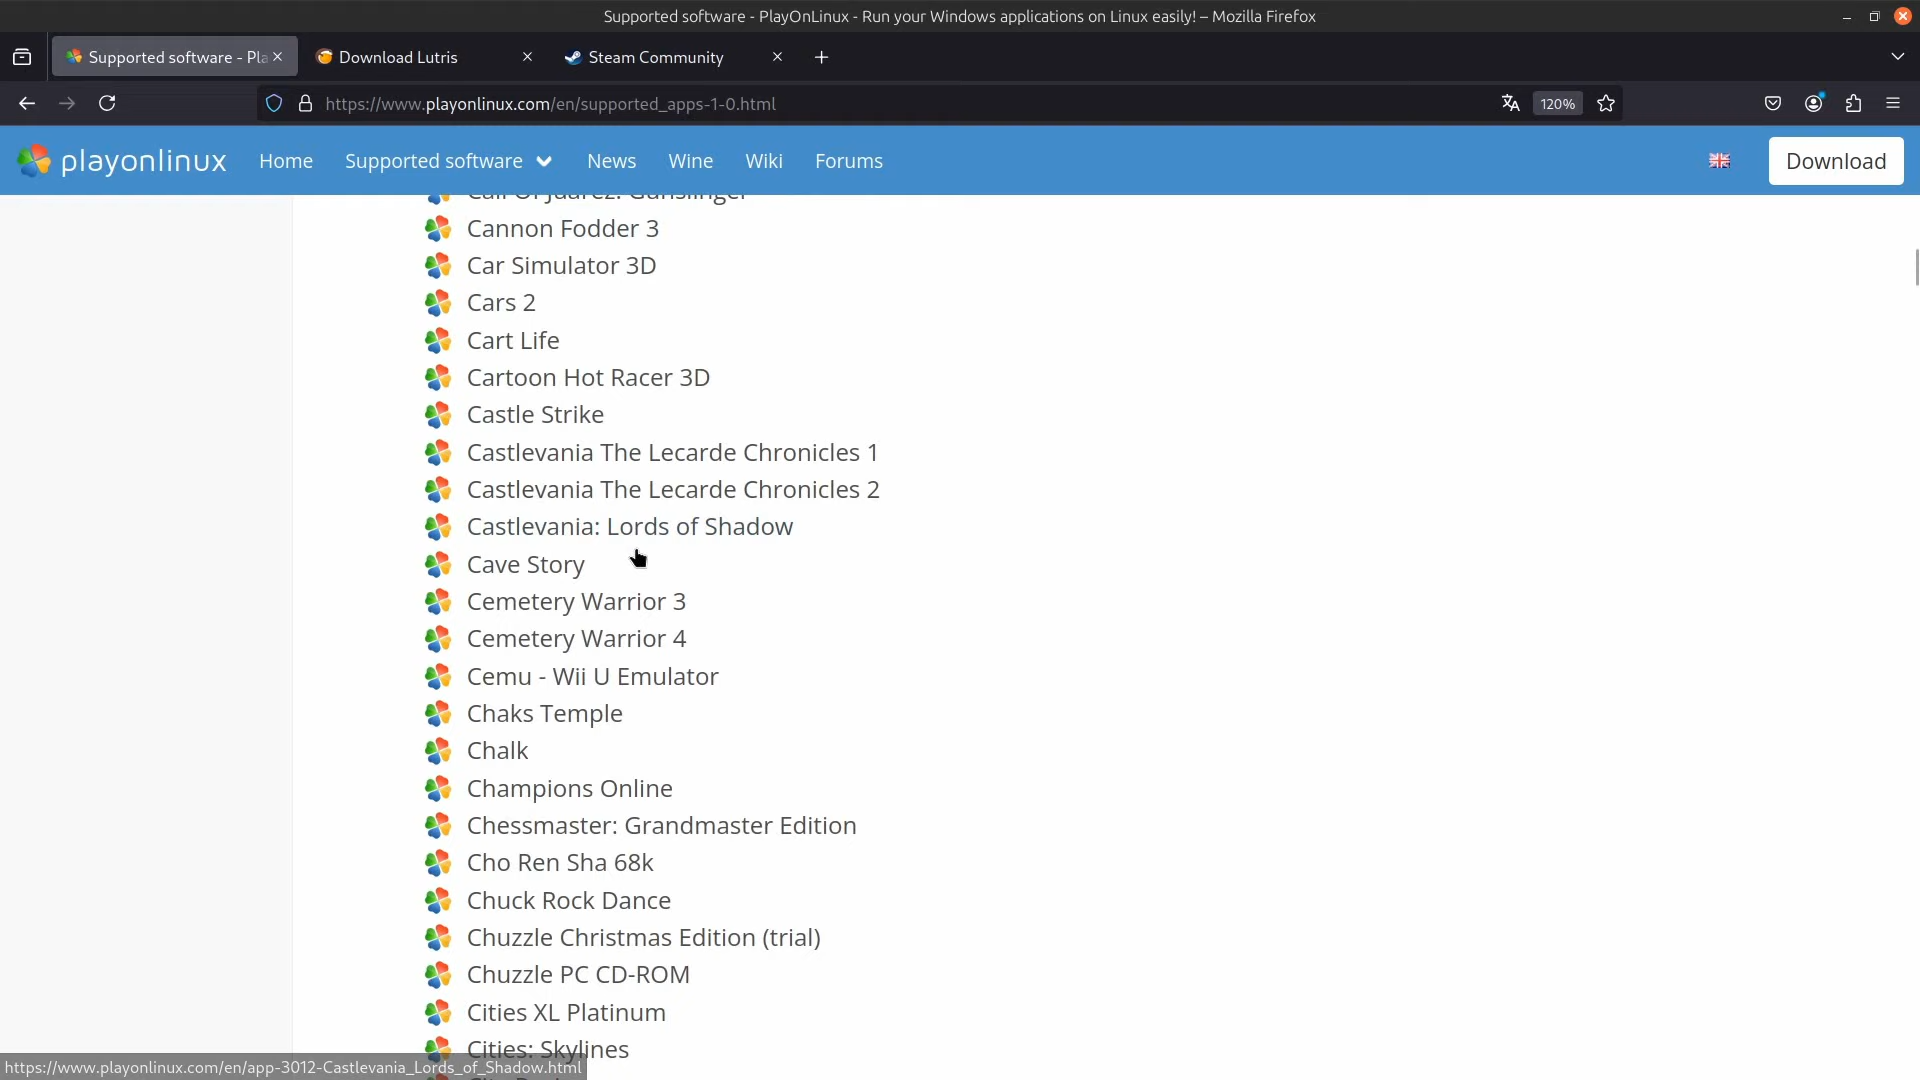 Supported software - PlayOnLinux - Run your Windows applications on Linux easily! – Mozilla Firefox
Supported software - Pla
Download Lutris
Steam Community
https://www.playonlinux.com/en/supported_apps-1-0.html
120%
playonlinux
Home
Supported software
News
Wine
Wiki
Forums
Download
Call Of Juarez: Gunslinger
Cannon Fodder 3
Car Simulator 3D
Cars 2
Cart Life
Cartoon Hot Racer 3D
Castle Strike
Castlevania The Lecarde Chronicles 1
Castlevania The Lecarde Chronicles 2
Castlevania: Lords of Shadow
Cave Story
Cemetery Warrior 3
Cemetery Warrior 4
Cemu - Wii U Emulator
Chaks Temple
Chalk
Champions Online
Chessmaster: Grandmaster Edition
Cho Ren Sha 68k
Chuck Rock Dance
Chuzzle Christmas Edition (trial)
Chuzzle PC CD-ROM
Cities XL Platinum
Cities: Skylines
https://www.playonlinux.com/en/app-3012-Castlevania_Lords_of_Shadow.html